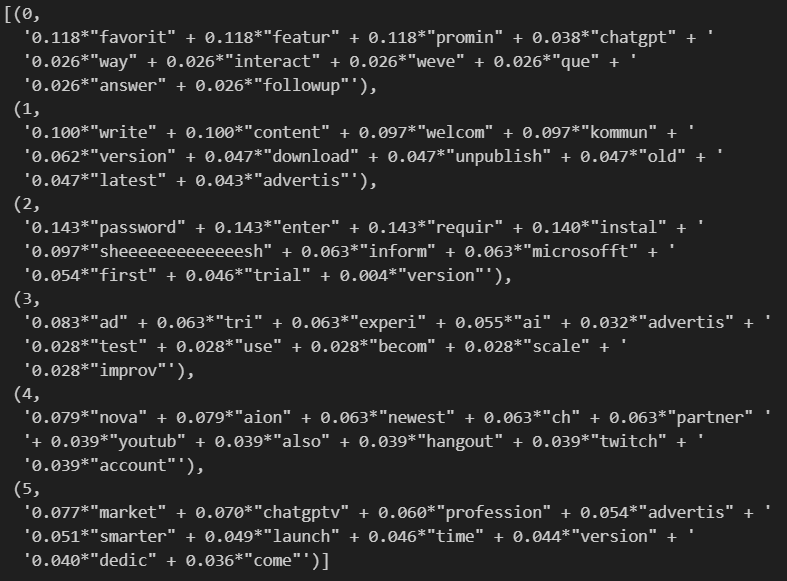 [(0,
'0.118*"favorit" + 0.118*"featur" + 0.118*"promin" + 0.038*"chatgpt" + '
'0.026*"way" + 0.026*"interact" + 0.026*"weve" + 0.026*"que" + '
'0.026*"answer" + 0.026*"followup"'),
(1,
'0.100*"write" + 0.100*"content" + 0.097*"welcom" + 0.097*"kommun" + '
'0.062*"version" + 0.047*"download" + 0.047*"unpublish" + 0.047*"old" + '
'0.047*"latest" + 0.043*"advertis"'),
(2,
'0.143*"password" + 0.143*"enter" + 0.143*"requir" + 0.140*"instal" + '
'0.097*"sheeeeeeeeeeeeesh" + 0.063*"inform" + 0.063*"microsofft" + '
'0.054*"first" + 0.046*"trial" + 0.004*"version"'),
(3,
'0.083*"ad" + 0.063*"tri" + 0.063*"experi" + 0.055*"ai" + 0.032*"advertis" + '
'0.028*"test" + 0.028*"use" + 0.028*"becom" + 0.028*"scale" + '
'0.028*"improv"'),
(4,
'0.079*"nova" + 0.079*"aion" + 0.063*"newest" + 0.063*"ch" + 0.063*"partner" '
'+ 0.039*"youtub" + 0.039*"also" + 0.039*"hangout" + 0.039*"twitch" + '
'0.039*"account"'),
(5,
'0.077*"market" + 0.070*"chatgptv" + 0.060*"profession" + 0.054*"advertis" + '
'0.051*"smarter" + 0.049*"launch" + 0.046*"time" + 0.044*"version" + '
'0.040*"dedic" + 0.036*"come"')]